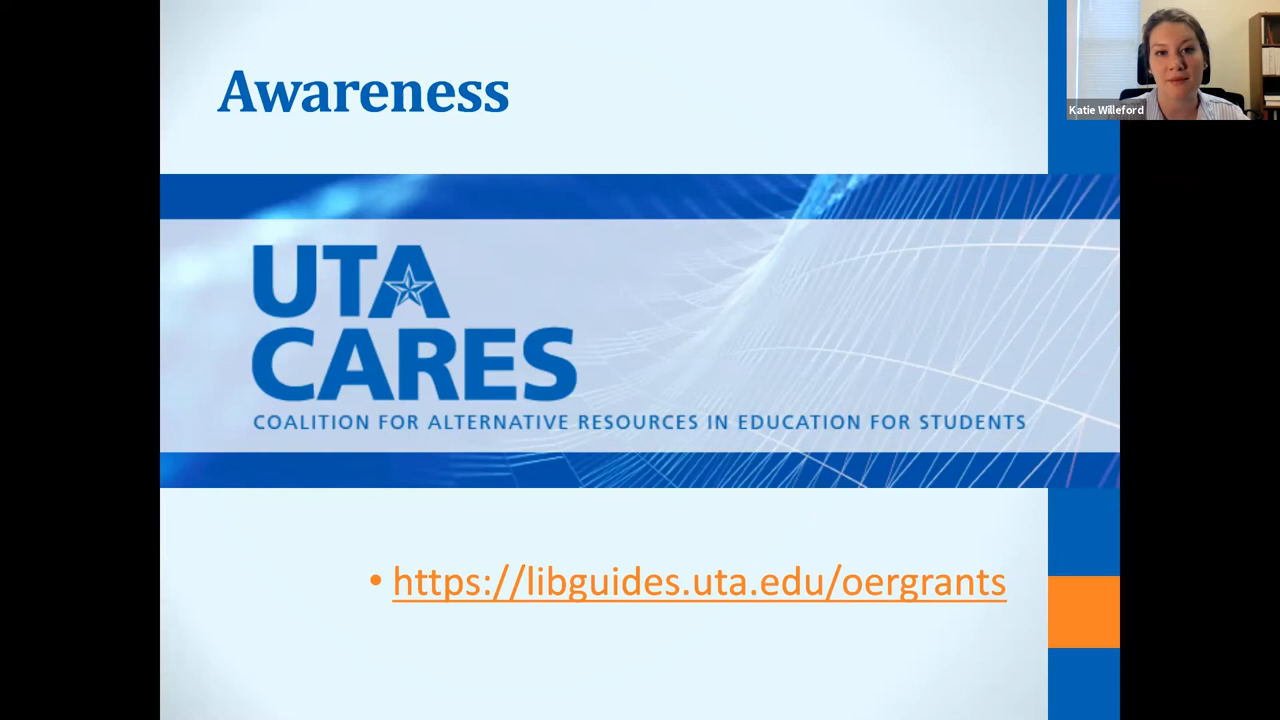 Awareness
Katie Willeford
UTA
CARES
COALITION FOR ALTERNATIVE RESOURCES IN EDUCATION FOR STUDENTS
• https://libguides.uta.edu/oergrants